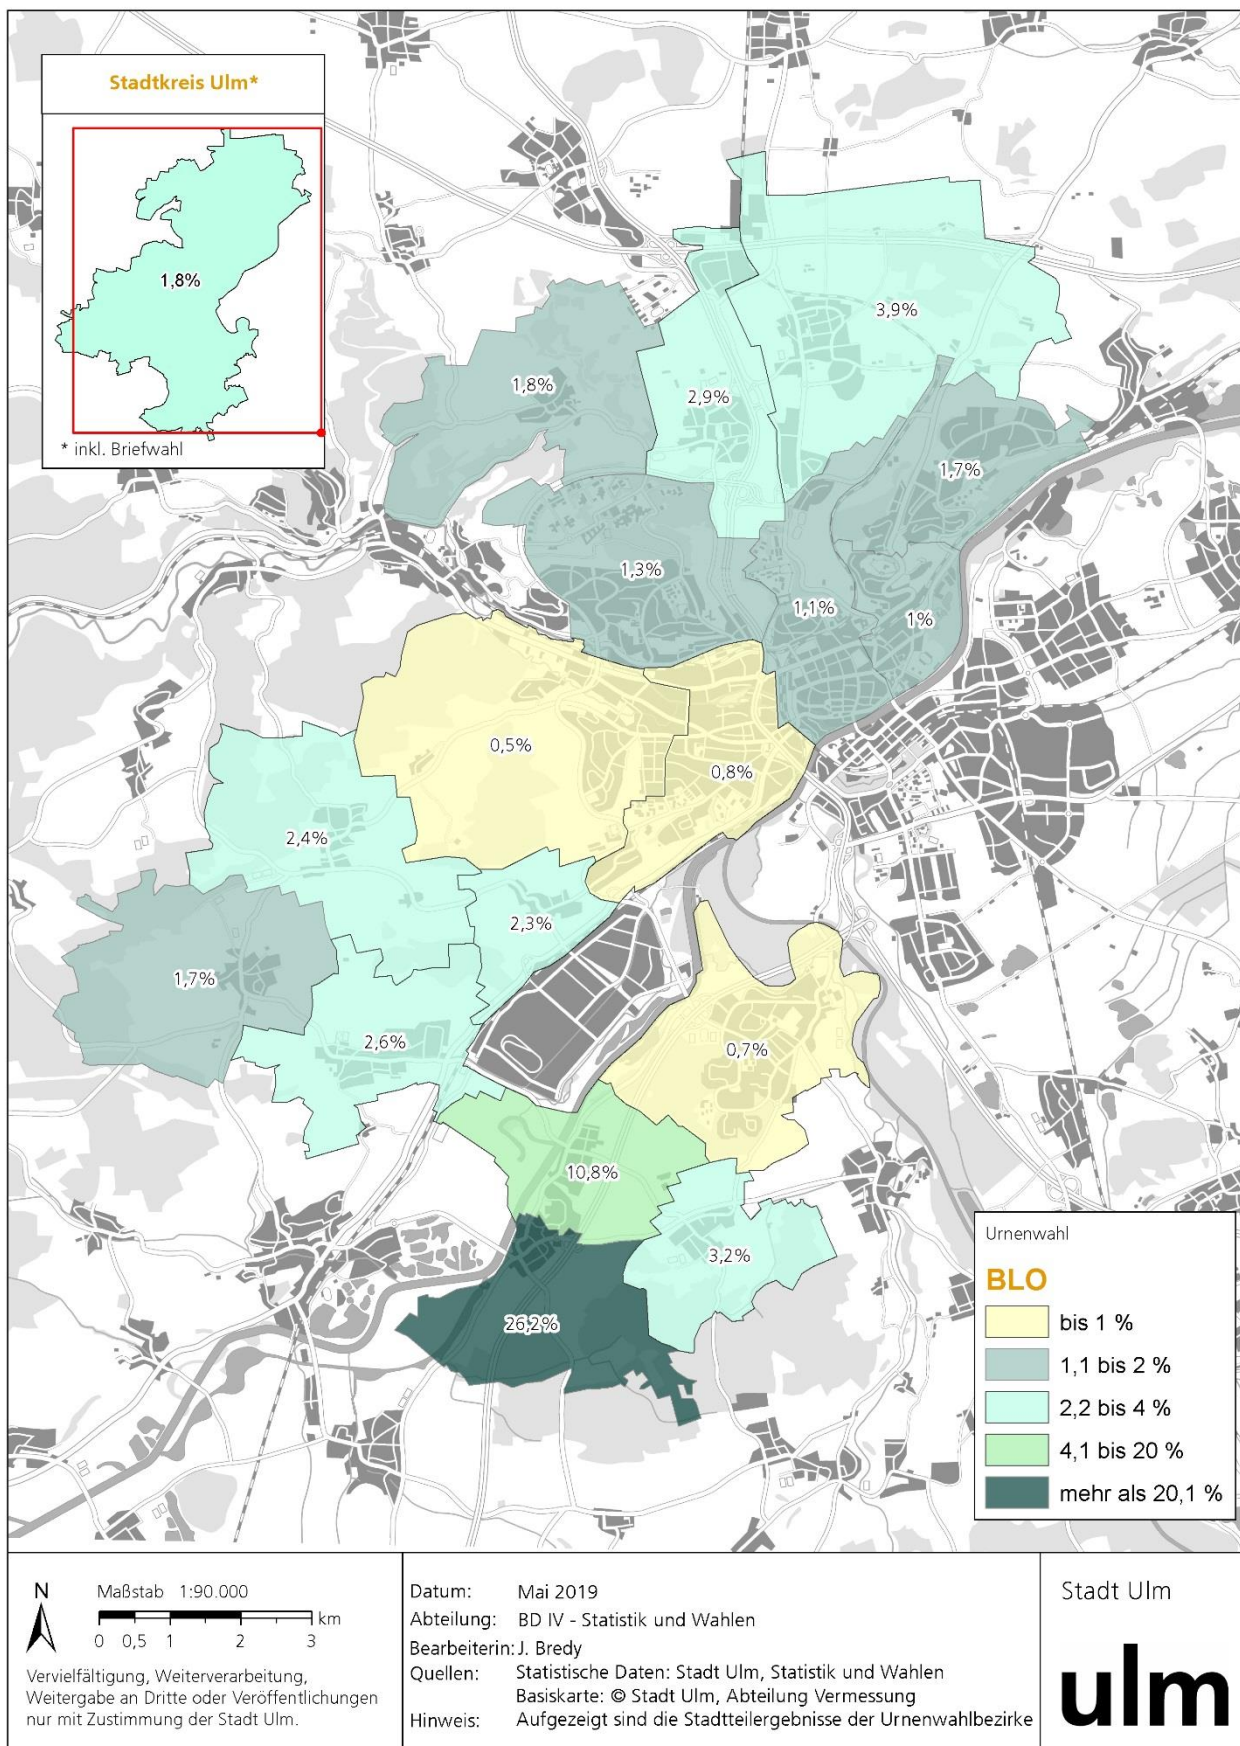 Stadtkreis Ulm*
1,8%
* inkl. Briefwahl
3,9%
1,8%
2,9%
1,7%
1,3%
1,1%
1%
0,5%
0,8%
2,4%
2,3%
1,7%
2,6%
0,7%
10,8%
3,2%
26,2%
Urnenwahl
BLO
bis 1 %
1,1 bis 2 %
2,2 bis 4 %
4,1 bis 20 %
mehr als 20,1 %
N
Maßstab 1:90.000
km
0 0,5 1 2 3
Vervielfältigung, Weiterverarbeitung,
Weitergabe an Dritte oder Veröffentlichungen
nur mit Zustimmung der Stadt Ulm.
Datum: Mai 2019
Abteilung: BD IV - Statistik und Wahlen
Bearbeiterin: J. Bredy
Quellen: Statistische Daten: Stadt Ulm, Statistik und Wahlen
Basiskarte: © Stadt Ulm, Abteilung Vermessung
Hinweis: Aufgezeigt sind die Stadtteilergebnisse der Urnenwahlbezirke
Stadt Ulm
ulm